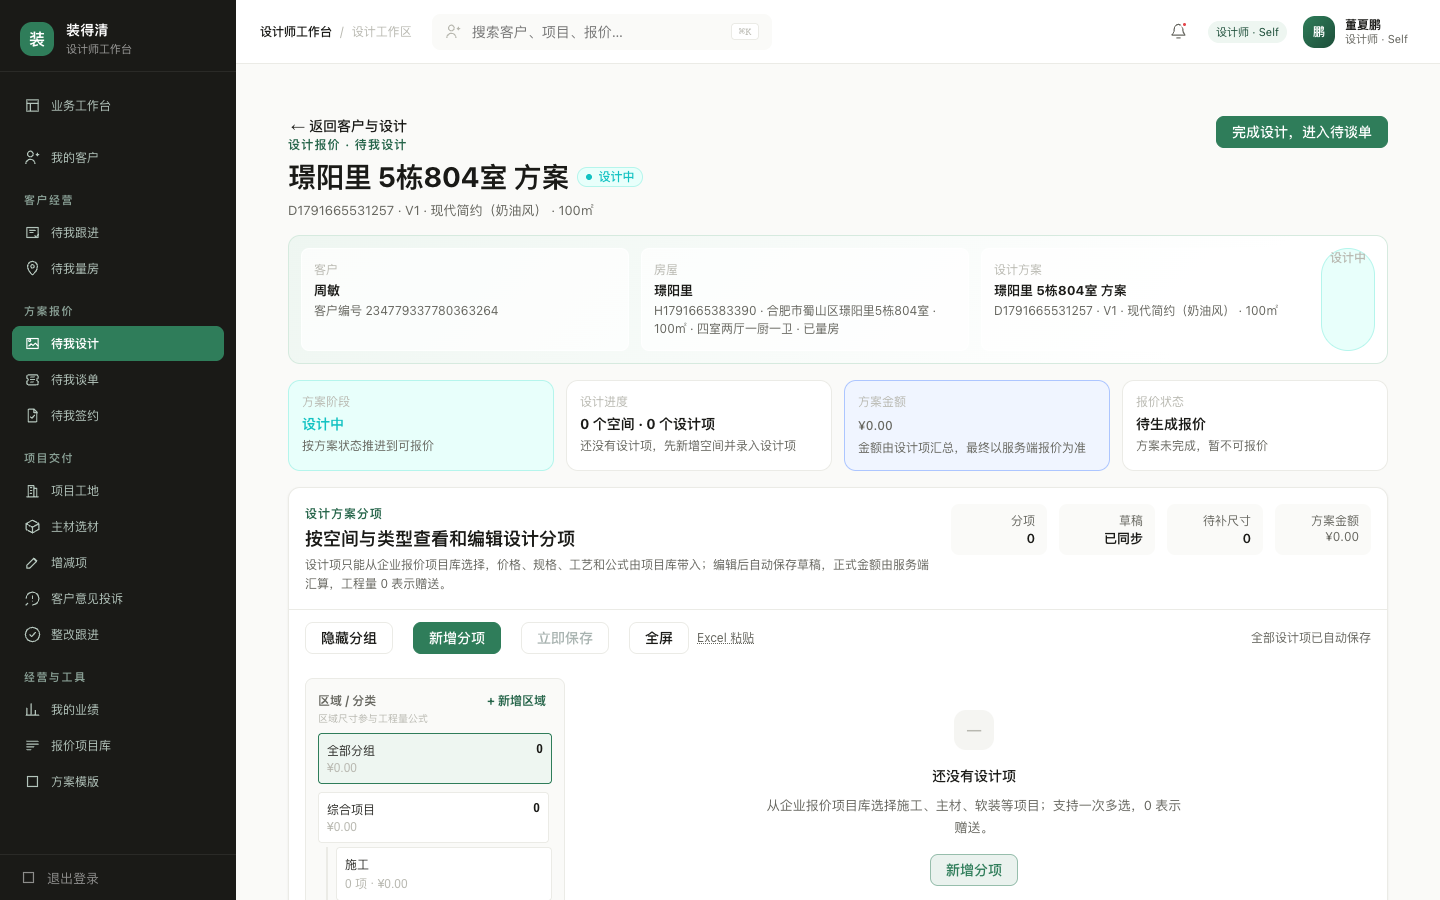 装
装得清
设计师工作台
业务工作台
我的客户
客户经营
待我跟进
待我量房
方案报价
待我设计
待我谈单
待我签约
项目交付
项目工地
主材选材
增减项
客户意见投诉
整改跟进
经营与工具
我的业绩
报价项目库
方案模版
退出登录
设计师工作台 / 设计工作区
搜索客户、项目、报价...
⌘K
设计师 · Self
鹏
董夏鹏
设计师 · Self
← 返回客户与设计
设计报价 · 待我设计
璟阳里 5栋804室 方案
设计中
D1791665531257 · V1 · 现代简约（奶油风） · 100㎡
完成设计，进入待谈单
客户
周敏
客户编号 234779337780363264
房屋
璟阳里
H1791665383390 · 合肥市蜀山区璟阳里5栋804室 ·
100㎡ · 四室两厅一厨一卫 · 已量房
设计方案
璟阳里 5栋804室 方案
D1791665531257 · V1 · 现代简约（奶油风） · 100㎡
设计中
方案阶段
设计中
按方案状态推进到可报价
设计进度
0 个空间 · 0 个设计项
还没有设计项，先新增空间并录入设计项
方案金额
¥0.00
金额由设计项汇总，最终以服务端报价为准
报价状态
待生成报价
方案未完成，暂不可报价
设计方案分项
按空间与类型查看和编辑设计分项
设计项只能从企业报价项目库选择，价格、规格、工艺和公式由项目库带入；编辑后自动保存草稿，正式金额由服务端
汇算，工程量 0 表示赠送。
分项
0
草稿
已同步
待补尺寸
0
方案金额
¥0.00
隐藏分组
新增分项
立即保存
全屏
Excel 粘贴
全部设计项已自动保存
区域 / 分类
+ 新增区域
区域尺寸参与工程量公式
全部分组
0
¥0.00
综合项目
0
¥0.00
施工
0 项 · ¥0.00
—
还没有设计项
从企业报价项目库选择施工、主材、软装等项目；支持一次多选，0 表示
赠送。
新增分项